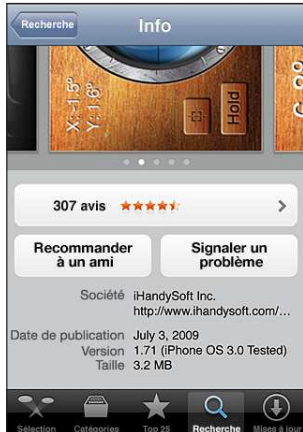 Recherche
Info
X:-1.5°
Y: 1.6°
Hold
307 avis
Recommander à un ami
Signaler un problème
Société iHandySoft Inc.
http://www.ihandysoft.com/...
Date de publication July 3, 2009
Version 1.71 (iPhone OS 3.0 Tested)
Taille 3.2 MB
Sélection Catégories Top 25 Recherche Mises à jour